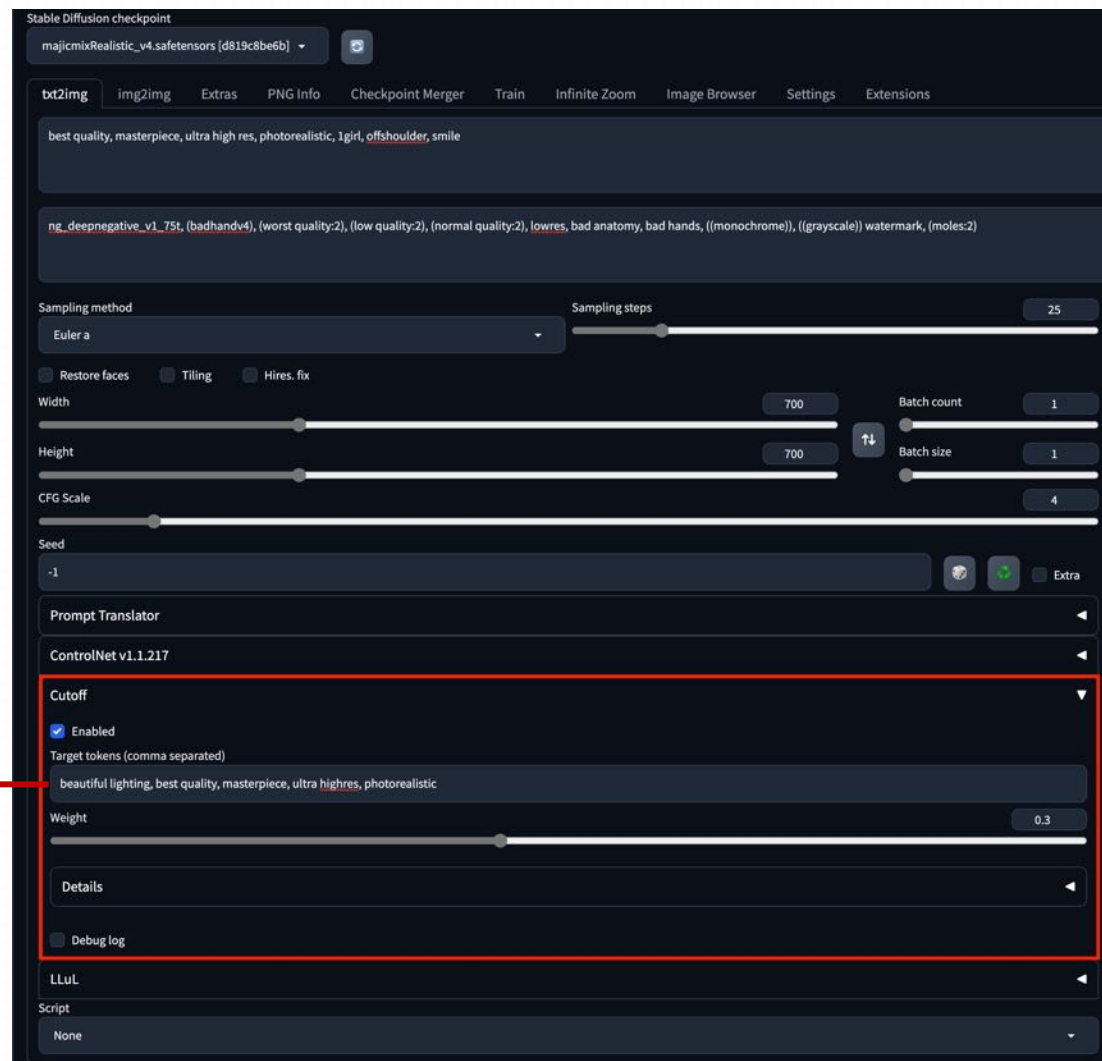 Stable Diffusion checkpoint
majicmixRealistic_v4.safetensors [d819c8be6b]
txt2img img2img Extras PNG Info Checkpoint Merger Train Infinite Zoom Image Browser Settings Extensions
best quality, masterpiece, ultra high res, photorealistic, 1girl, offshoulder, smile
ng_deepnegative_v1_75t, (badhandv4), (worst quality:2), (low quality:2), (normal quality:2), lowres, bad anatomy, bad hands, ((monochrome)), ((grayscale)) watermark, (moles:2)
Sampling method Sampling steps 25
Euler a
Restore faces Tiling Hires. fix
Width 700 Batch count 1
Height 700 Batch size 1
CFG Scale 4
Seed
-1 Extra
Prompt Translator
ControlNet v1.1.217
Cutoff
Enabled
Target tokens (comma separated)
beautiful lighting, best quality, masterpiece, ultra highres, photorealistic
Weight 0.3
Details
Debug log
LLuL
Script
None